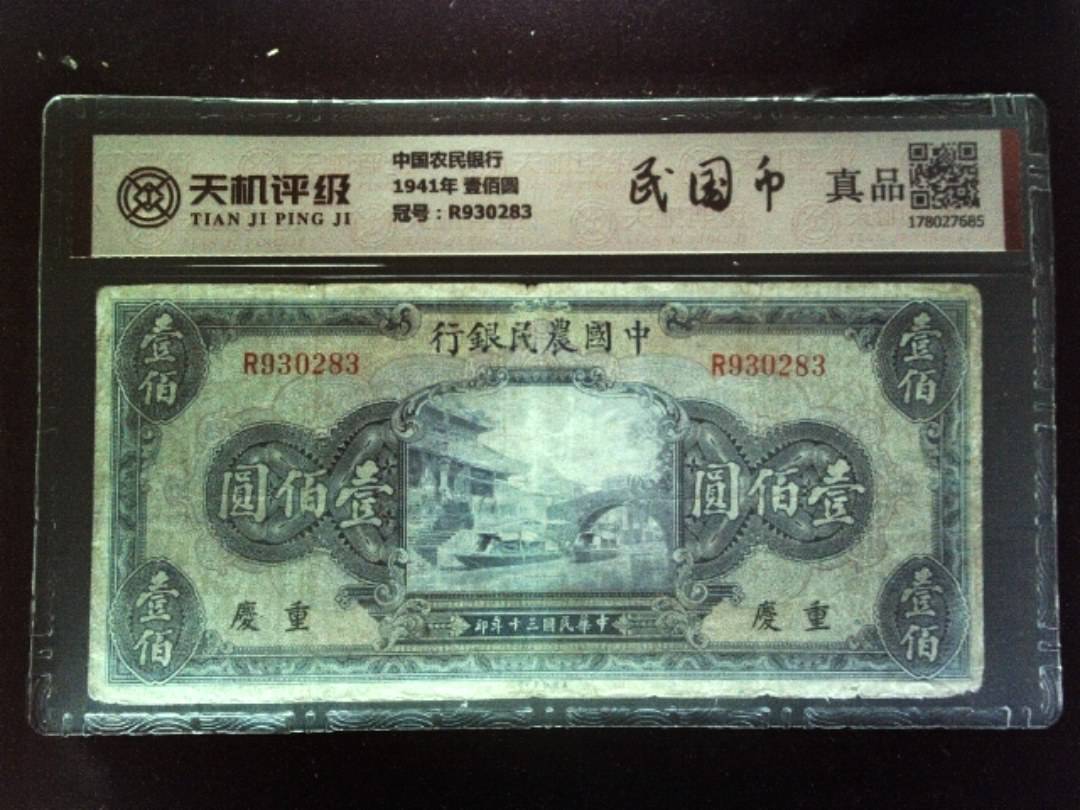 天机评级
TIAN JI PING JI
中国农民银行
1941年 壹佰圆
冠号：R930283
民国币
真品
178027685
行銀民農國中
壹佰
壹佰
R930283
R930283
圓佰壹
圓佰壹
慶重
慶重
壹佰
壹佰
印年十三國民華中